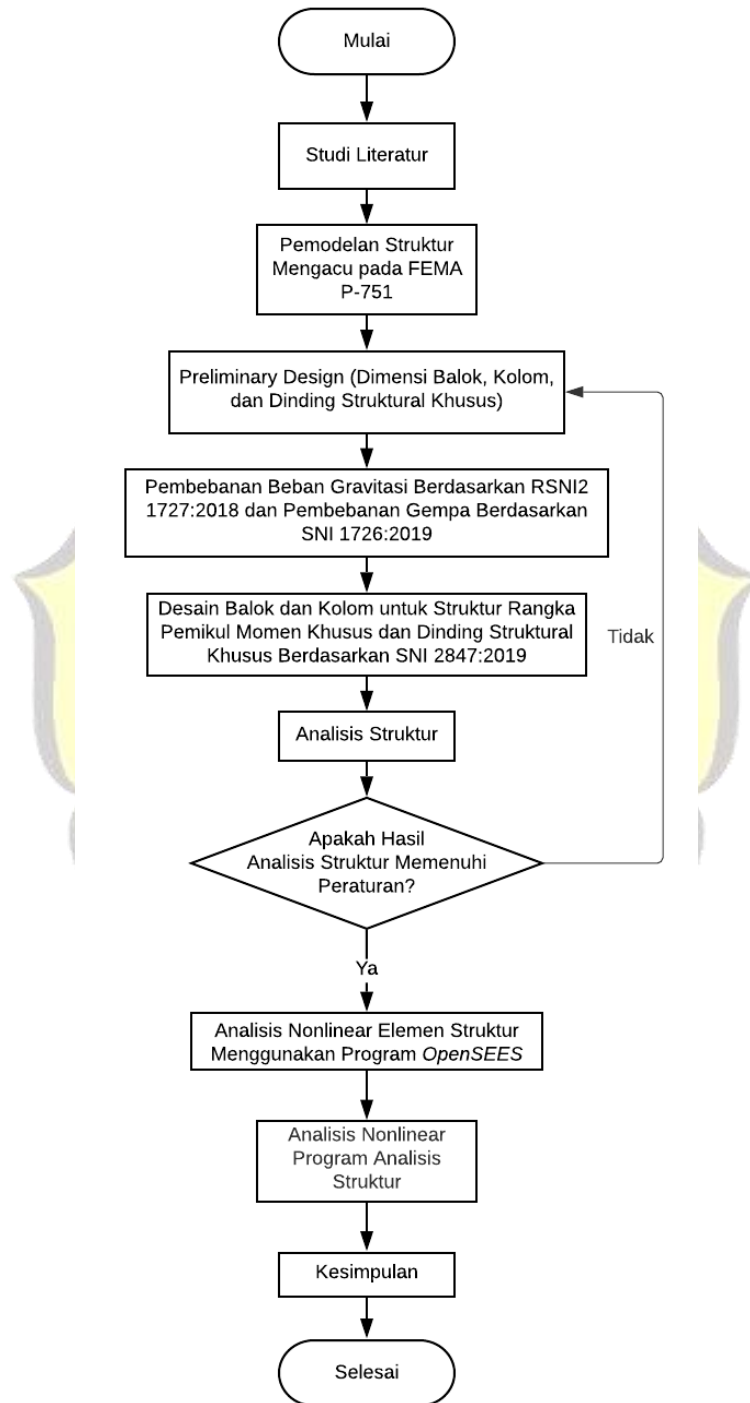 Mulai
Studi Literatur
Pemodelan Struktur
Mengacu pada FEMA
P-751
Preliminary Design (Dimensi Balok, Kolom,
dan Dinding Struktural Khusus)
Pembebanan Beban Gravitasi Berdasarkan RSNI2
1727:2018 dan Pembebanan Gempa Berdasarkan
SNI 1726:2019
Desain Balok dan Kolom untuk Struktur Rangka
Pemikul Momen Khusus dan Dinding Struktural
Khusus Berdasarkan SNI 2847:2019
Tidak
Analisis Struktur
Apakah Hasil
Analisis Struktur Memenuhi
Peraturan?
Ya
Analisis Nonlinear Elemen Struktur
Menggunakan Program OpenSEES
Analisis Nonlinear
Program Analisis
Struktur
Kesimpulan
Selesai